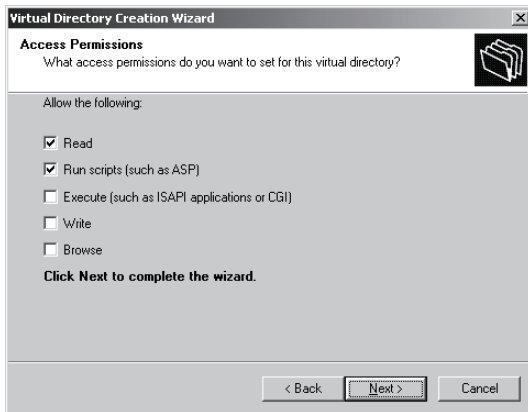 Virtual Directory Creation Wizard
Access Permissions
What access permissions do you want to set for this virtual directory?
Allow the following:
Read
Run scripts (such as ASP)
Execute (such as ISAPI applications or CGI)
Write
Browse
Click Next to complete the wizard.
< Back Next > Cancel